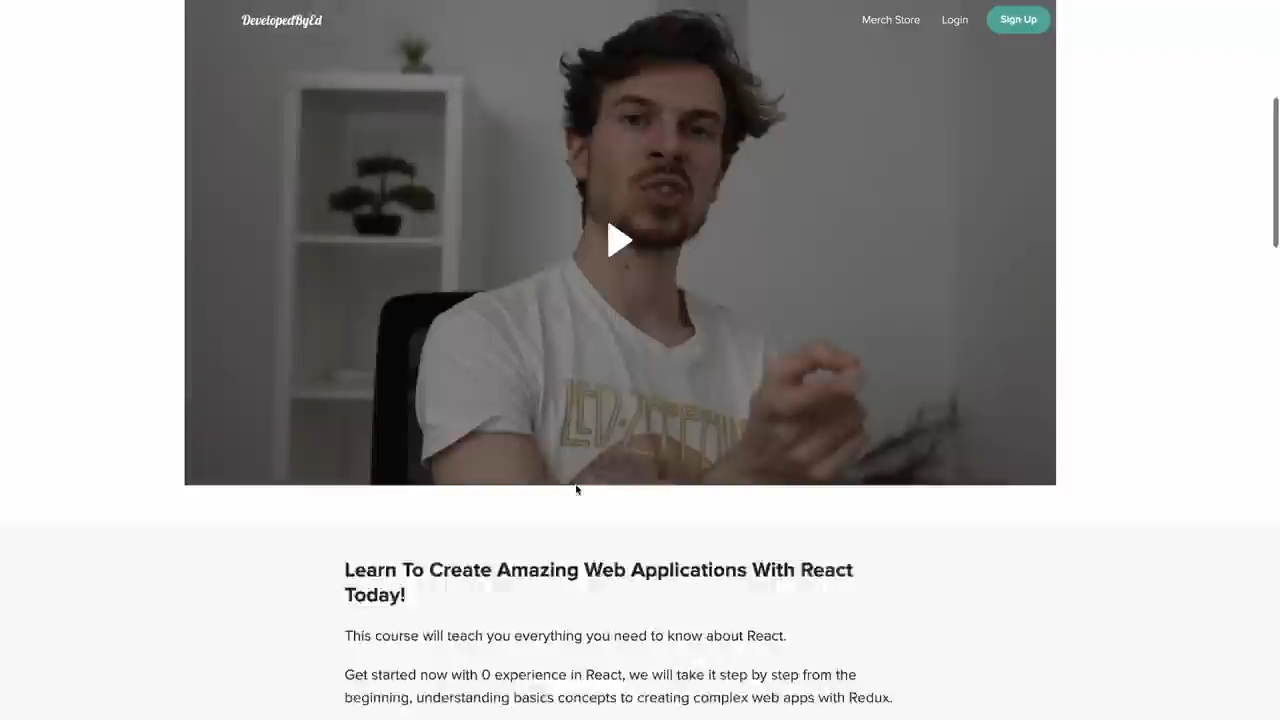 DevelopedByEd
Merch Store Login Sign Up
LED-ZEPPELIN
Learn To Create Amazing Web Applications With React
Today!
This course will teach you everything you need to know about React.
Get started now with 0 experience in React, we will take it step by step from the
beginning, understanding basics concepts to creating complex web apps with Redux.